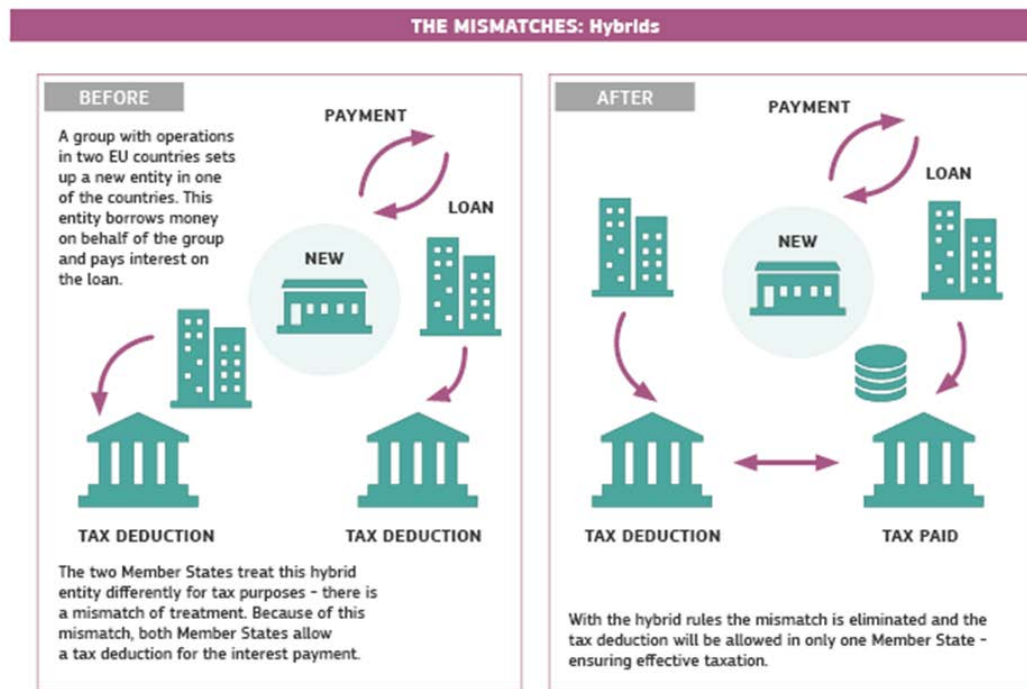 THE MISMATCHES: Hybrids
BEFORE
A group with operations
in two EU countries sets
up a new entity in one
of the countries. This
entity borrows money
on behalf of the group
and pays interest on
the loan.
PAYMENT
LOAN
NEW
TAX DEDUCTION
TAX DEDUCTION
The two Member States treat this hybrid
entity differently for tax purposes - there is
a mismatch of treatment. Because of this
mismatch, both Member States allow
a tax deduction for the interest payment.
AFTER
PAYMENT
LOAN
NEW
TAX DEDUCTION
TAX PAID
With the hybrid rules the mismatch is eliminated and the
tax deduction will be allowed in only one Member State -
ensuring effective taxation.